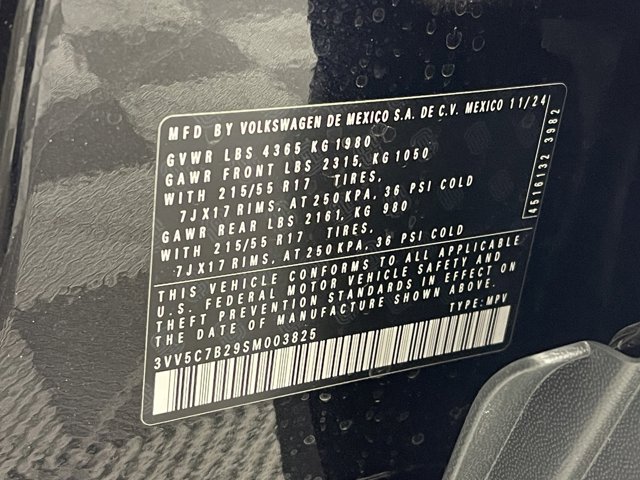 MFD BY VOLKSWAGEN DE MEXICO S.A. DE C.V. MEXICO 11/24
GVWR LBS 4365 KG 1980
GAWR FRONT LBS 2315, KG 1050
WITH 215/55 R17 TIRES,
7JX17 RIMS, AT 250 KPA, 36 PSI COLD
GAWR REAR LBS 2161, KG 980
WITH 215/55 R17 TIRES,
7JX17 RIMS, AT 250 KPA, 36 PSI COLD
4516132 3982
THIS VEHICLE CONFORMS TO ALL APPLICABLE
U.S. FEDERAL MOTOR VEHICLE SAFETY AND
THEFT PREVENTION STANDARDS IN EFFECT ON
THE DATE OF MANUFACTURE SHOWN ABOVE.
3VV5C7B29SM003825 TYPE: MPV